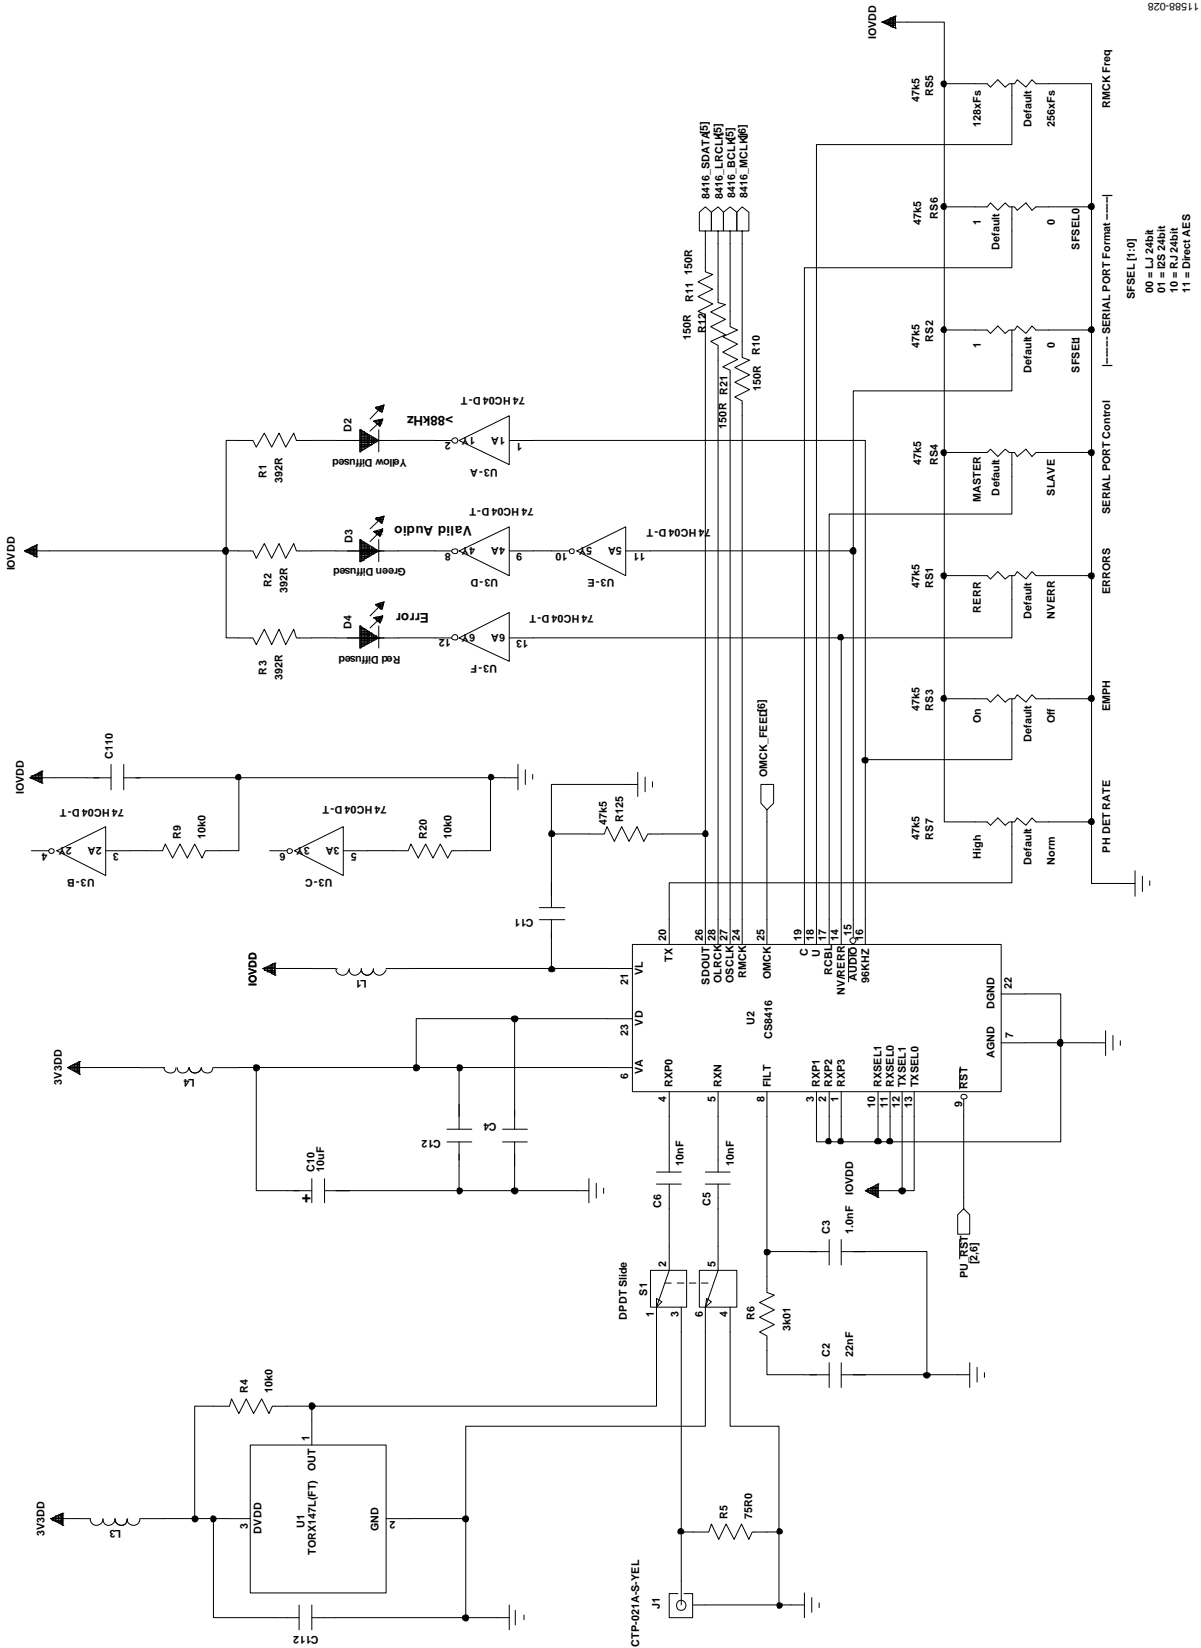 11588-028
3V3DD
L3
C112
3
DVDD
U1
TORX147L(FT)
OUT
1
GND
2
R4
10k0
CTP-021A-S-YEL
J1
R5
75R0
DPDT Slide
S1
1
2
3
6
5
4
C6
10nF
C5
10nF
R6
3k01
C2
22nF
C3
1.0nF
IOVDD
PU_RST
[2,6]
3V3DD
L4
C10
10uF
+
C12
C4
IOVDD
L1
C11
47k5
R125
6
VA
23
VD
21
VL
4
RXP0
5
RXN
8
FILT
3
RXP1
2
RXP2
1
RXP3
10
RXSEL1
11
RXSEL0
12
TXSEL1
13
TXSEL0
9
RST
U2
CS8416
AGND
7
DGND
22
TX
20
SDOUT
26
OLRCK
28
OSCLK
27
RMCK
24
OMCK
25
C
19
U
18
RCBL
17
NV/RERR
14
AUDIO
15
96KHZ
16
OMCK_FEED[6]
IOVDD
C110
U3-B
2Y
2A
4
3
74HC04D-T
R9
10k0
U3-C
3Y
3A
6
5
74HC04D-T
R20
10k0
IOVDD
R3
392R
R2
392R
R1
392R
D4
Red Diffused
Error
D3
Green Diffused
Valid Audio
D2
Yellow Diffused
>88kHz
U3-F
6Y
6A
12
13
74HC04D-T
U3-D
4Y
4A
8
9
74HC04D-T
U3-E
5Y
5A
10
11
74HC04D-T
U3-A
1Y
1A
2
1
74HC04D-T
R11
150R
150R
R12
150R
R21
R10
150R
8416_SDATA[5]
8416_LRCLK[5]
8416_BCLK[5]
8416_MCLK[6]
IOVDD
47k5
RS7
High
Default
Norm
PH DET RATE
47k5
RS3
On
Default
Off
EMPH
47k5
RS1
RERR
Default
NVERR
ERRORS
47k5
RS4
MASTER
Default
SLAVE
SERIAL PORT Control
47k5
RS2
1
Default
0
SFSEL1
47k5
RS6
1
Default
0
SFSEL0
|----- SERIAL PORT Format -----|
47k5
RS5
128xFs
Default
256xFs
RMCK Freq
SFSEL [1:0]
00 = LJ 24bit
01 = I2S 24bit
10 = RJ 24bit
11 = Direct AES